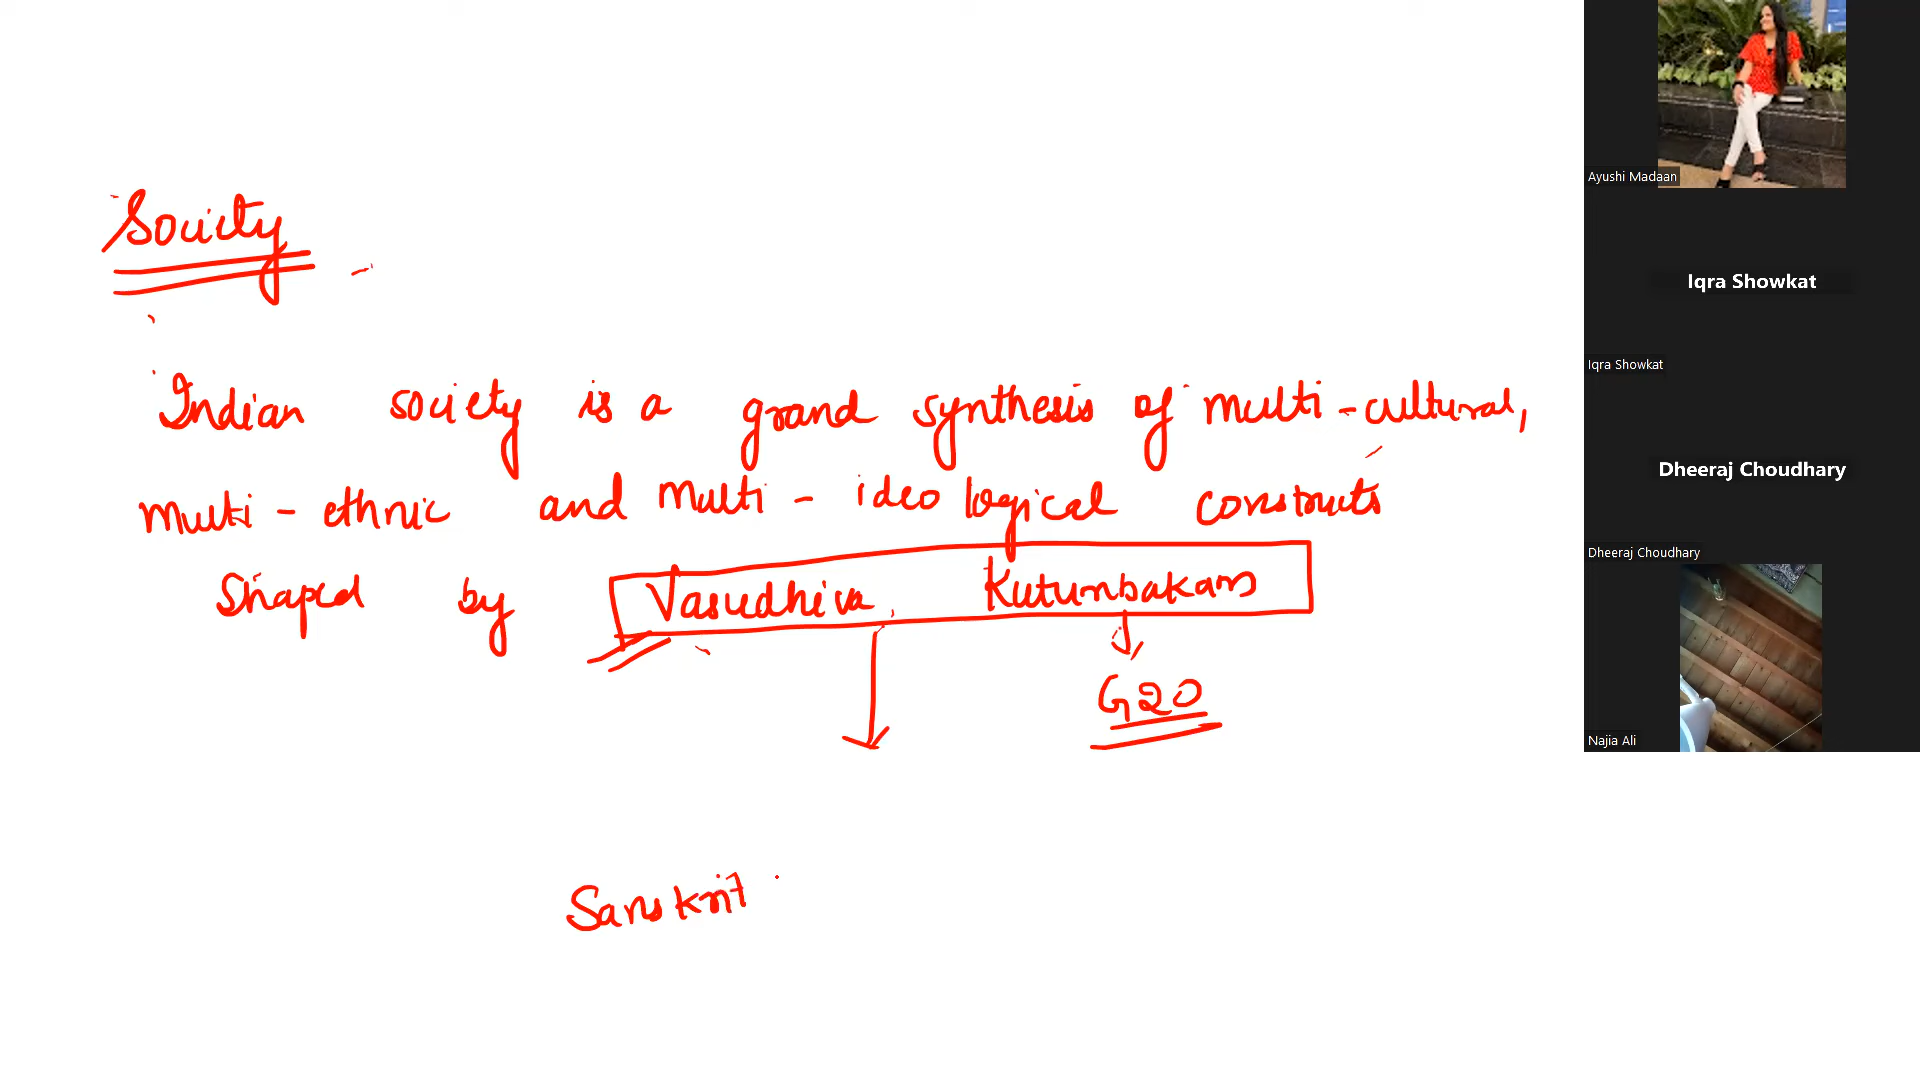 Society
Indian society is a grand synthesis of multi-cultural,
multi-ethnic and multi-ideological constructs
shaped by Vasudhiva Kutumbakam
G20
Sanskrit
Ayushi Madaan
Iqra Showkat
Iqra Showkat
Dheeraj Choudhary
Dheeraj Choudhary
Najia Ali